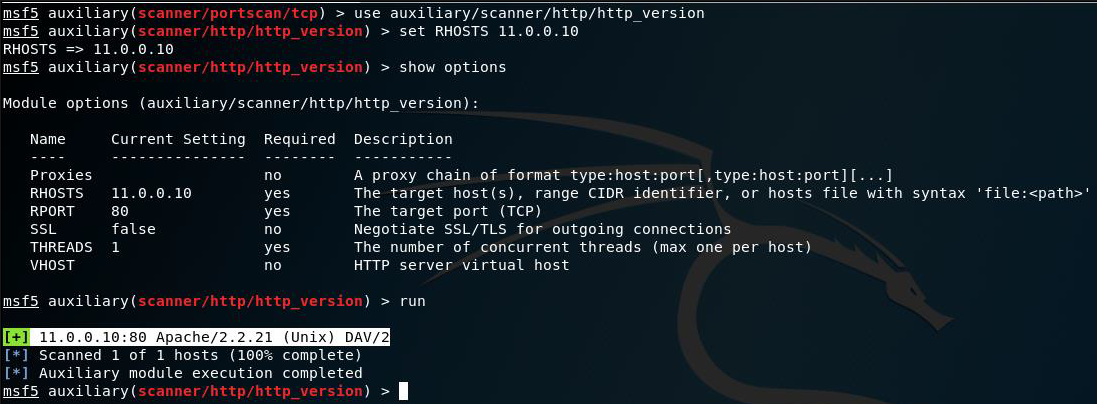 msf5 auxiliary(scanner/portscan/tcp) > use auxiliary/scanner/http/http_version
msf5 auxiliary(scanner/http/http_version) > set RHOSTS 11.0.0.10
RHOSTS => 11.0.0.10
msf5 auxiliary(scanner/http/http_version) > show options
Module options (auxiliary/scanner/http/http_version):
Name     Current Setting  Required  Description
----     ---------------  --------  -----------
Proxies                   no        A proxy chain of format type:host:port[,type:host:port][...]
RHOSTS   11.0.0.10        yes       The target host(s), range CIDR identifier, or hosts file with syntax 'file:<path>'
RPORT    80               yes       The target port (TCP)
SSL      false            no        Negotiate SSL/TLS for outgoing connections
THREADS  1                yes       The number of concurrent threads (max one per host)
VHOST                     no        HTTP server virtual host
msf5 auxiliary(scanner/http/http_version) > run
[+] 11.0.0.10:80 Apache/2.2.21 (Unix) DAV/2
[*] Scanned 1 of 1 hosts (100% complete)
[*] Auxiliary module execution completed
msf5 auxiliary(scanner/http/http_version) >